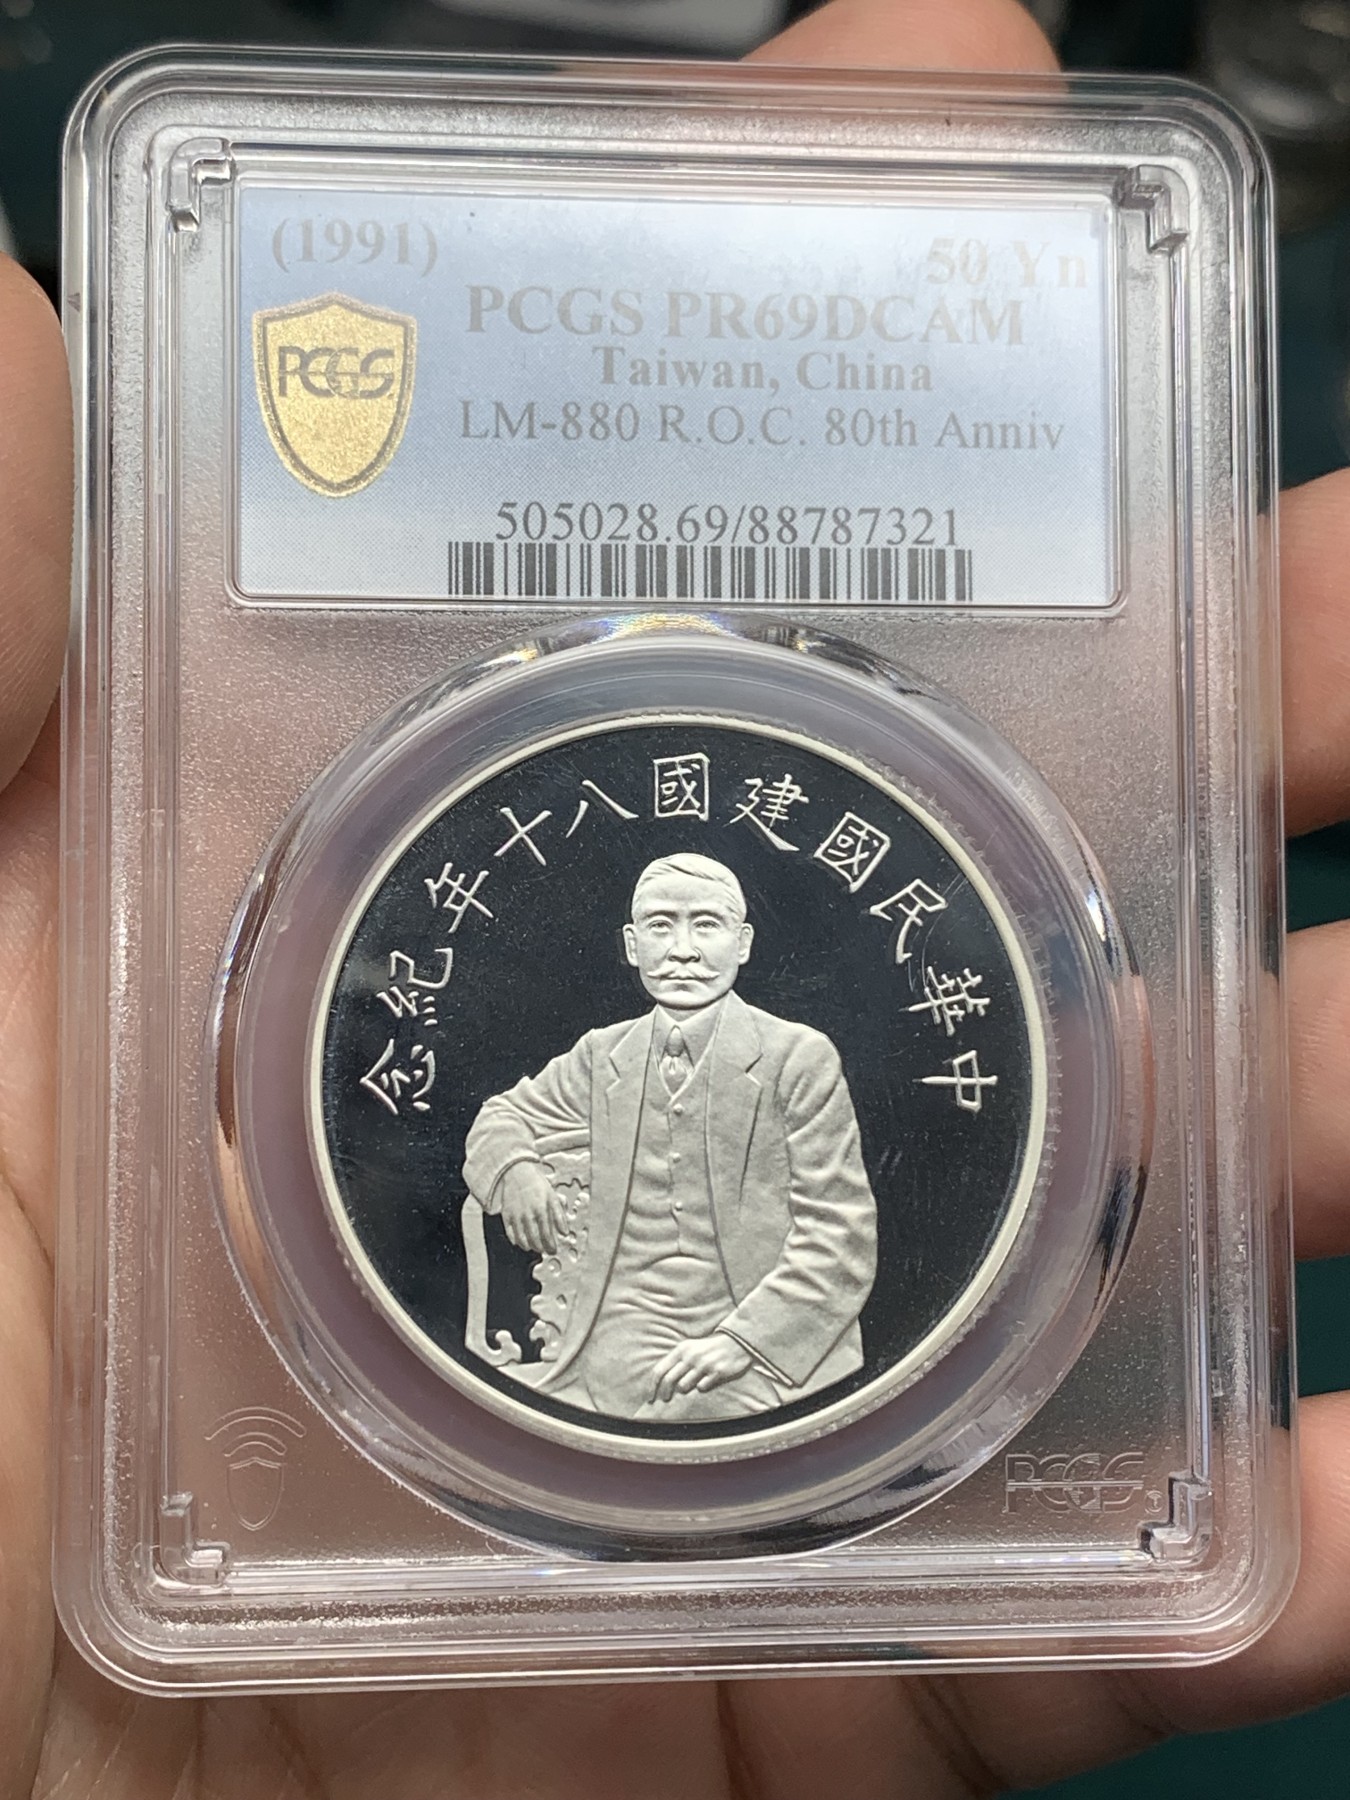 (1991) 50 Yn
PCGS PR69DCAM
Taiwan, China
LM-880 R.O.C. 80th Anniv
505028.69/88787321
PCGS
中華民國建國八十年紀念
PCGS